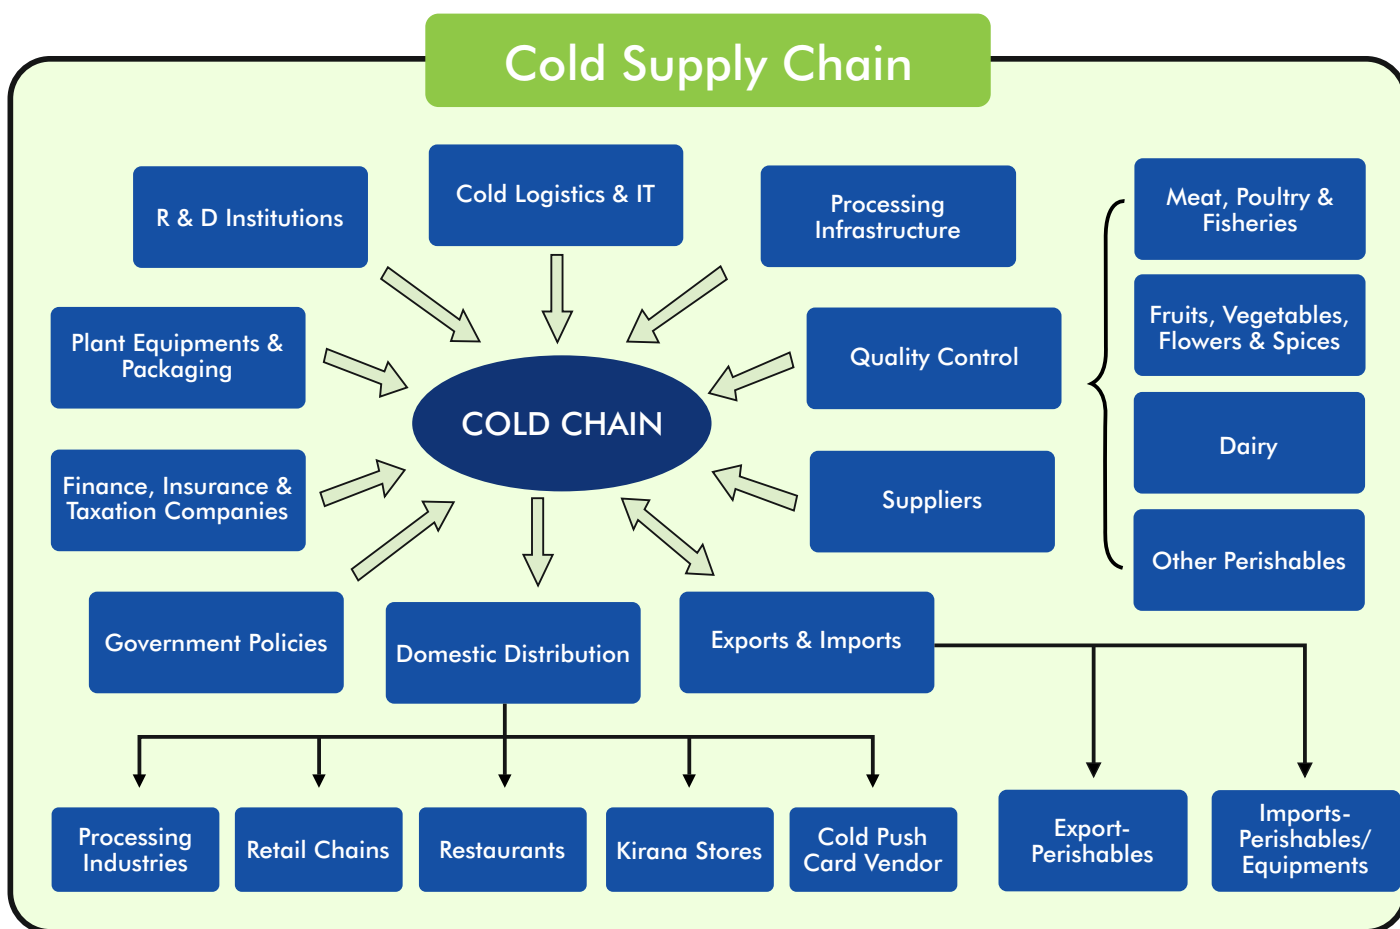 Cold Supply Chain
R & D Institutions
Cold Logistics & IT
Processing
Infrastructure
Meat, Poultry &
Fisheries
Plant Equipments &
Packaging
Quality Control
Fruits, Vegetables,
Flowers & Spices
COLD CHAIN
Dairy
Finance, Insurance &
Taxation Companies
Suppliers
Other Perishables
Government Policies
Domestic Distribution
Exports & Imports
Processing
Industries
Retail Chains
Restaurants
Kirana Stores
Cold Push
Card Vendor
Export-
Perishables
Imports-
Perishables/
Equipments